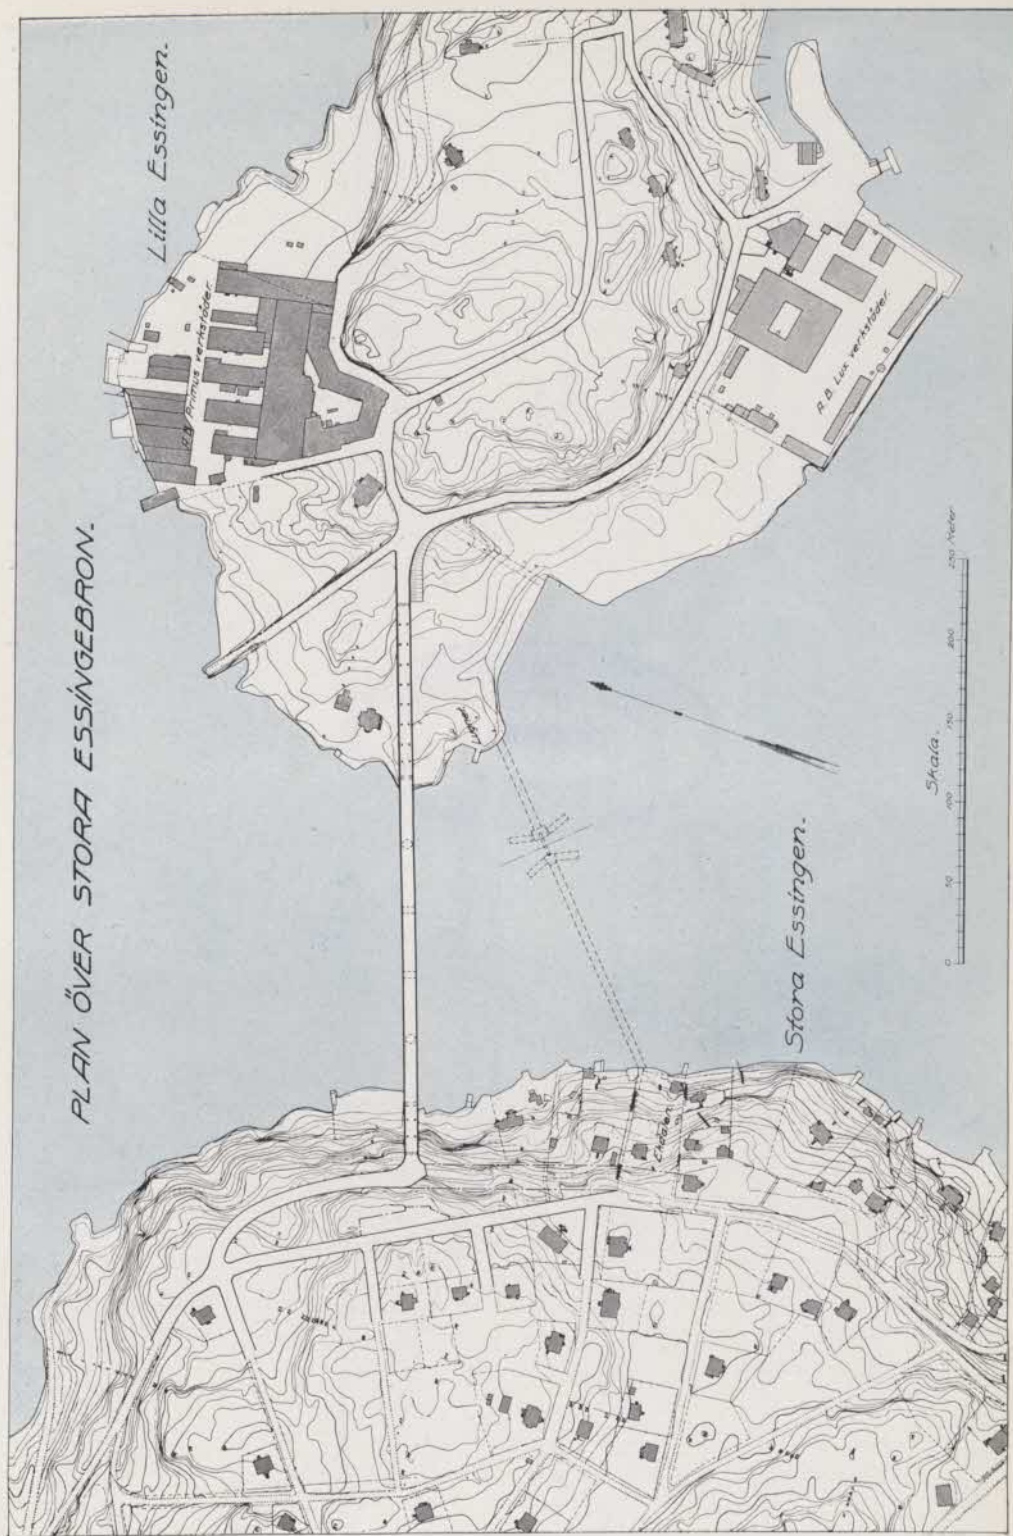 PLAN ÖVER STORA ESSINGEBRON.
Lilla Essingen.
A.B. Primus verkstäder
A.B. Lux verkstäder.
Stora Essingen.
Skala.
0 50 100 150 200 250 Meter